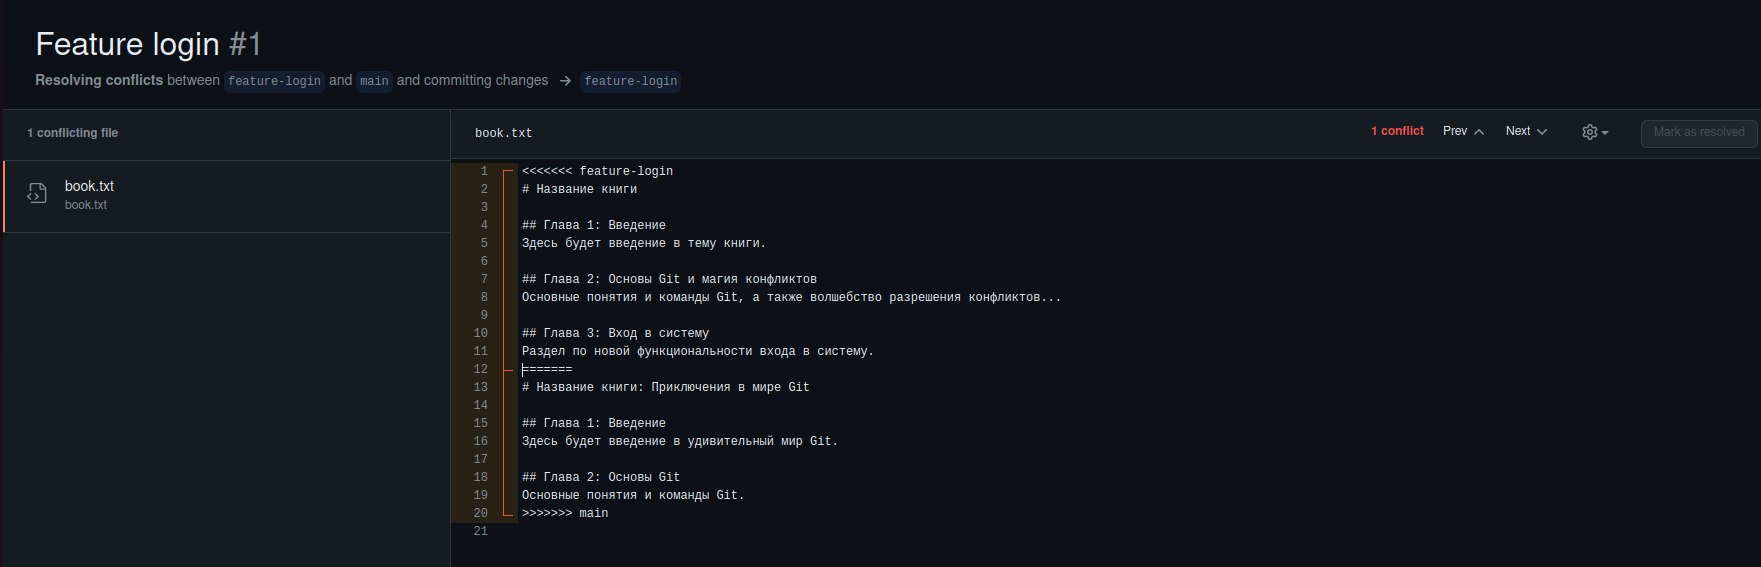 Feature login #1
Resolving conflicts between feature-login and main and committing changes → feature-login
1 conflicting file
book.txt
book.txt
book.txt
1 conflict Prev Next Mark as resolved
1 <<<<<<< feature-login
2 # Название книги
3
4 ## Глава 1: Введение
5 Здесь будет введение в тему книги.
6
7 ## Глава 2: Основы Git и магия конфликтов
8 Основные понятия и команды Git, а также волшебство разрешения конфликтов...
9
10 ## Глава 3: Вход в систему
11 Раздел по новой функциональности входа в систему.
12 =======
13 # Название книги: Приключения в мире Git
14
15 ## Глава 1: Введение
16 Здесь будет введение в удивительный мир Git.
17
18 ## Глава 2: Основы Git
19 Основные понятия и команды Git.
20 >>>>>>> main
21